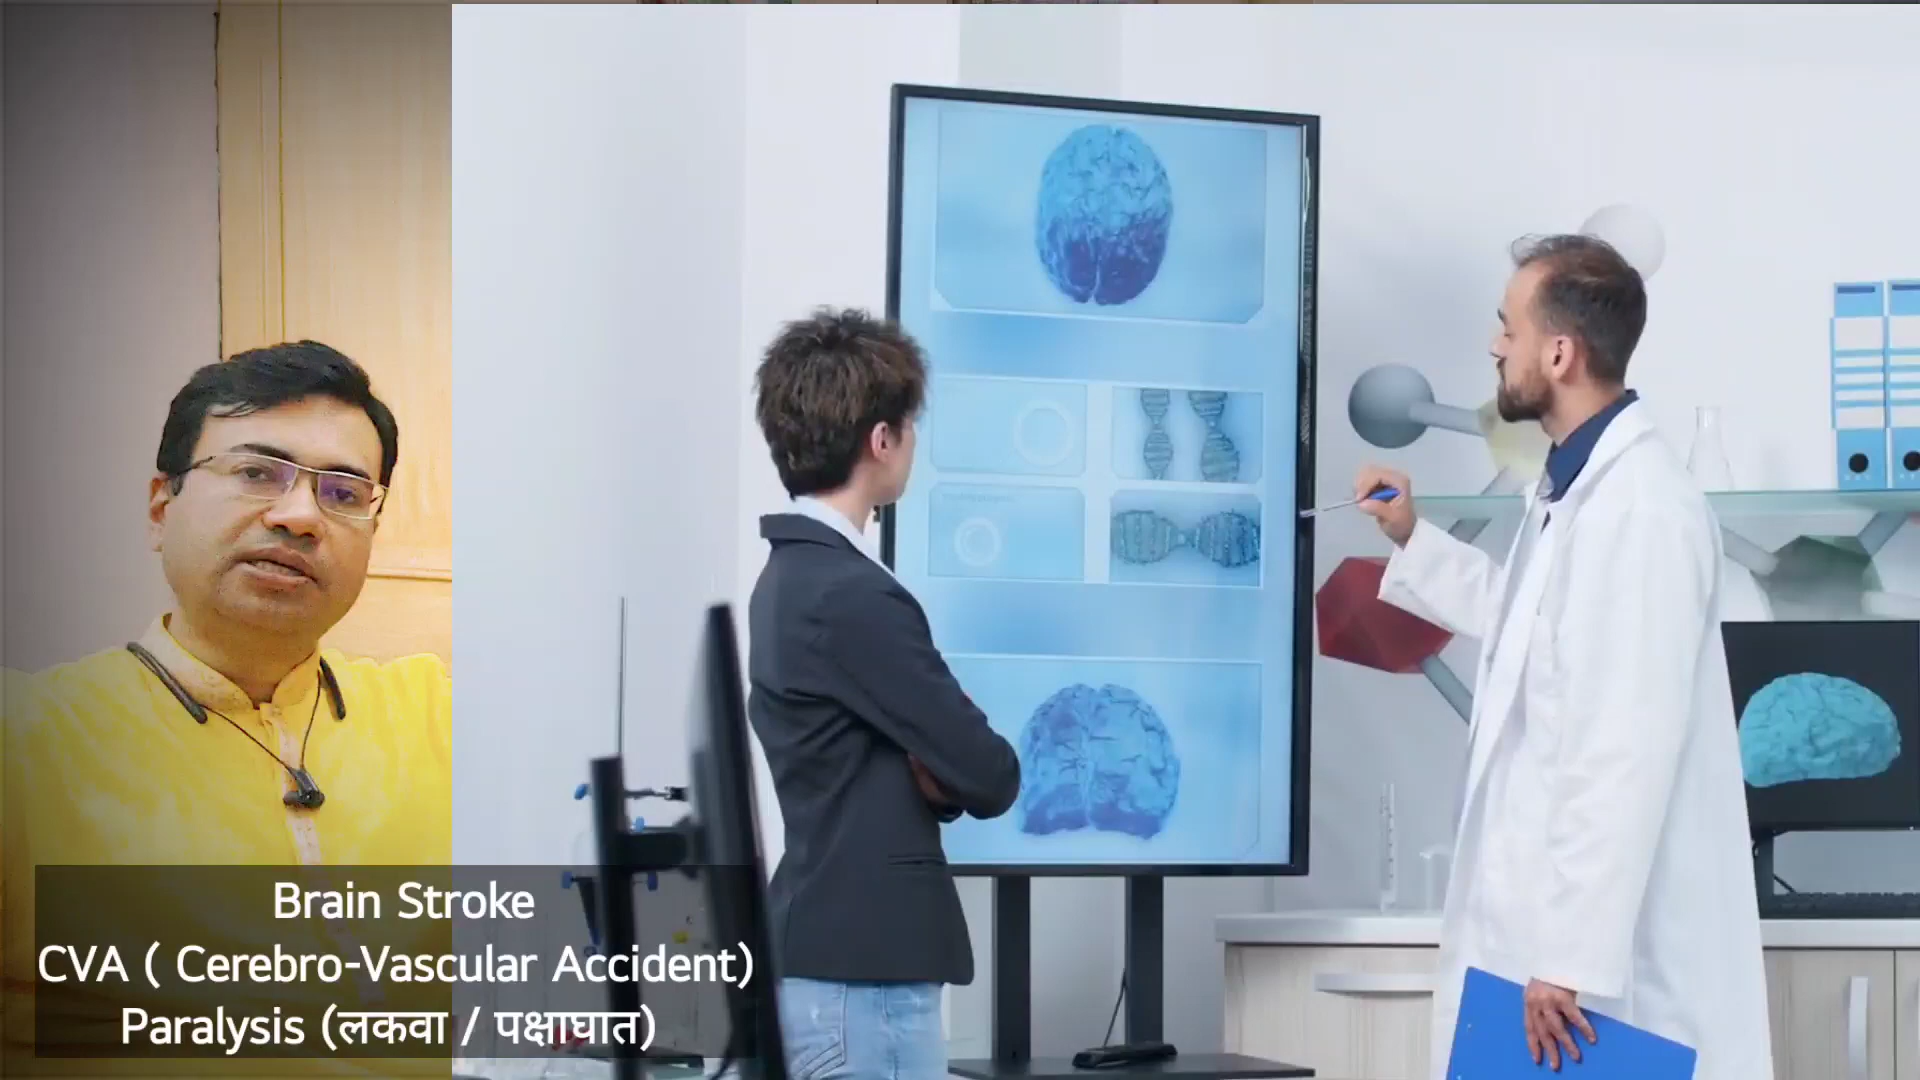 Brain Stroke
CVA ( Cerebro-Vascular Accident)
Paralysis (लकवा / पक्षाघात)